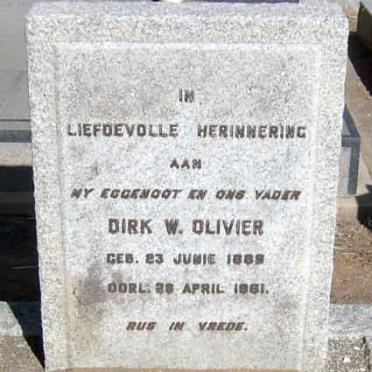 IN
LIEFDEVOLLE HERINNERING
AAN
MY EGGENOOT EN ONS VADER
DIRK W. OLIVIER
GEB. 23 JUNIE 1889
OORL. 28 APRIL 1961.
RUS IN VREDE.